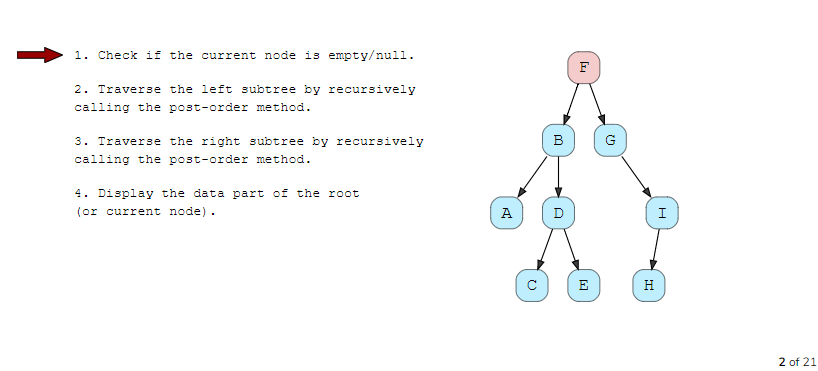 1. Check if the current node is empty/null.
2. Traverse the left subtree by recursively
calling the post-order method.
3. Traverse the right subtree by recursively
calling the post-order method.
4. Display the data part of the root
(or current node).
F
B G
A D I
C E H
2 of 21